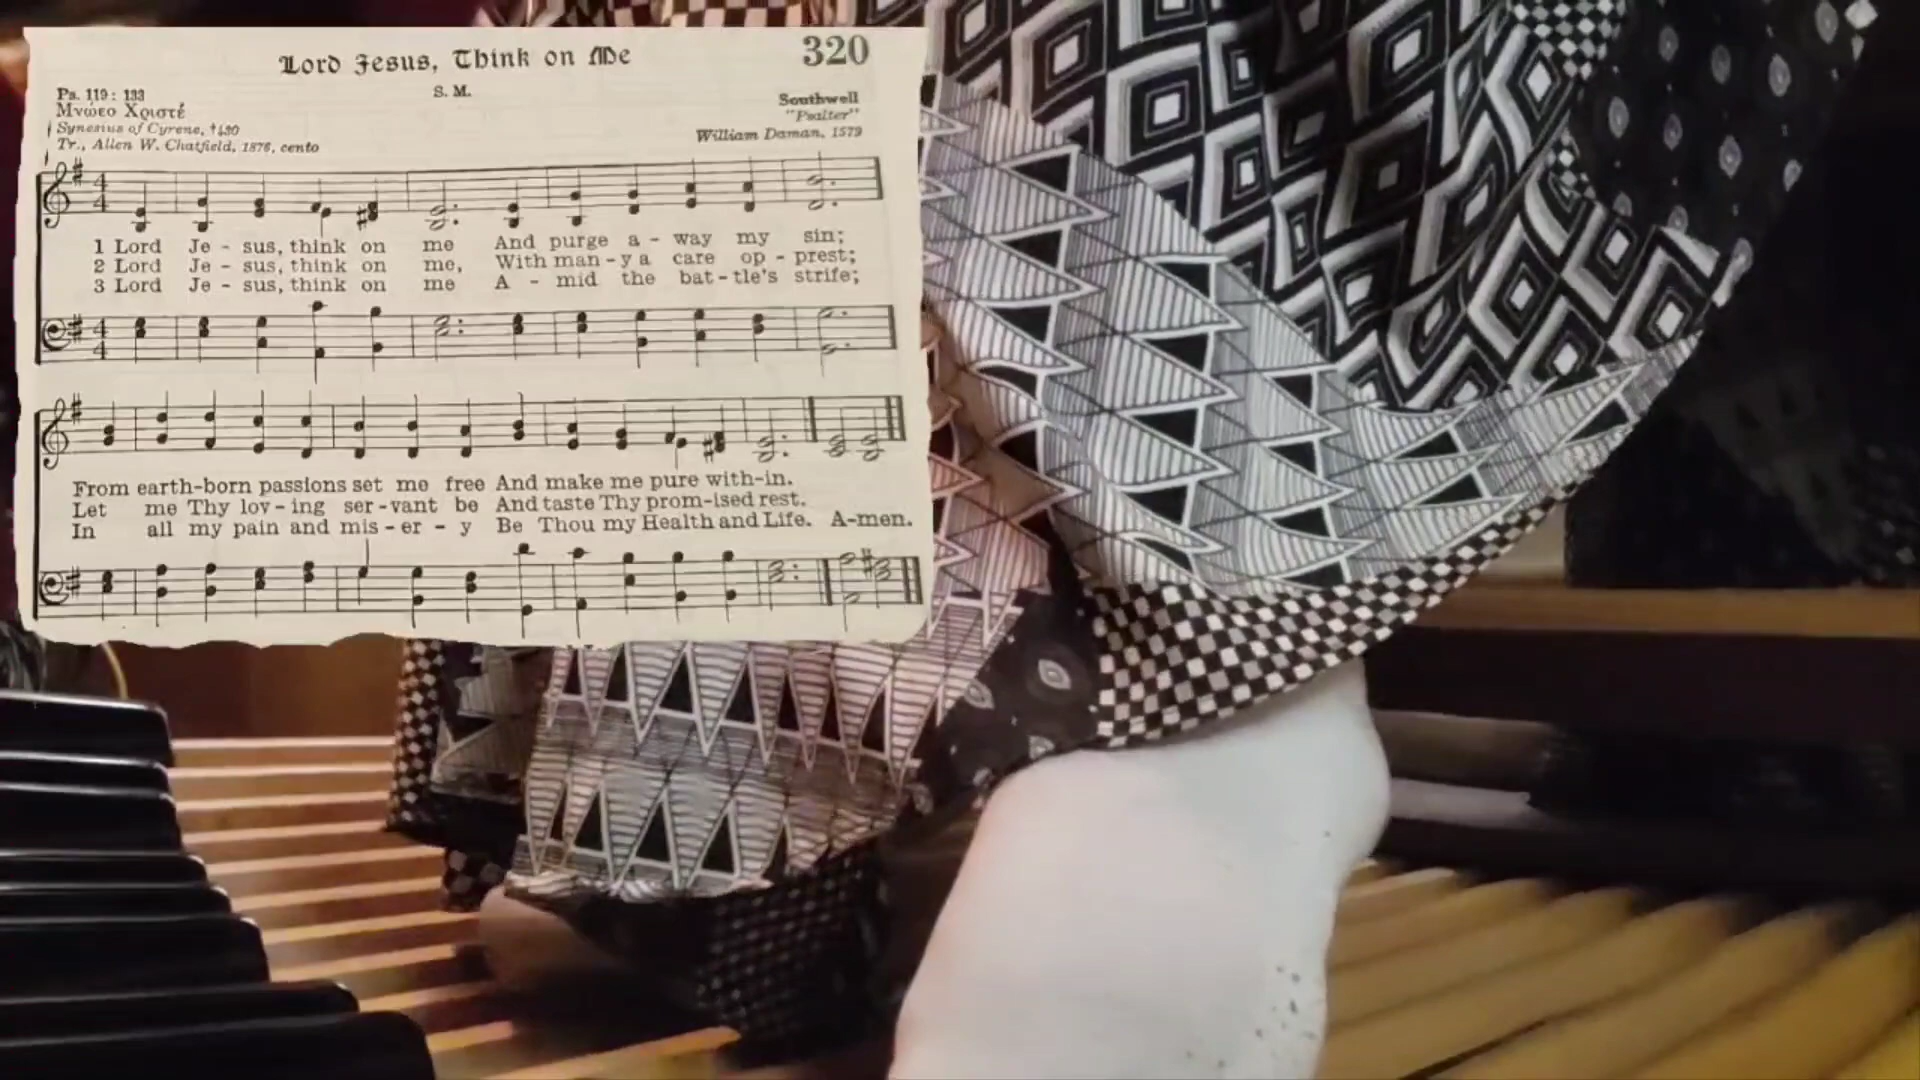 Lord Jesus, Think on Me
320
Ps. 119: 133
S. M.
Μνώεο Χριστέ
Southwell
Synesius of Cyrene, †430
"Psalter"
Tr., Allen W. Chatfield, 1876, cento
William Daman, 1579
1 Lord Je - sus, think on me And purge a - way my sin;
2 Lord Je - sus, think on me, With man - y a care op - prest;
3 Lord Je - sus, think on me A - mid the bat - tle's strife;
From earth-born passions set me free And make me pure with-in.
Let me Thy lov - ing ser - vant be And taste Thy prom-ised rest.
In all my pain and mis - er - y Be Thou my Health and Life. A-men.